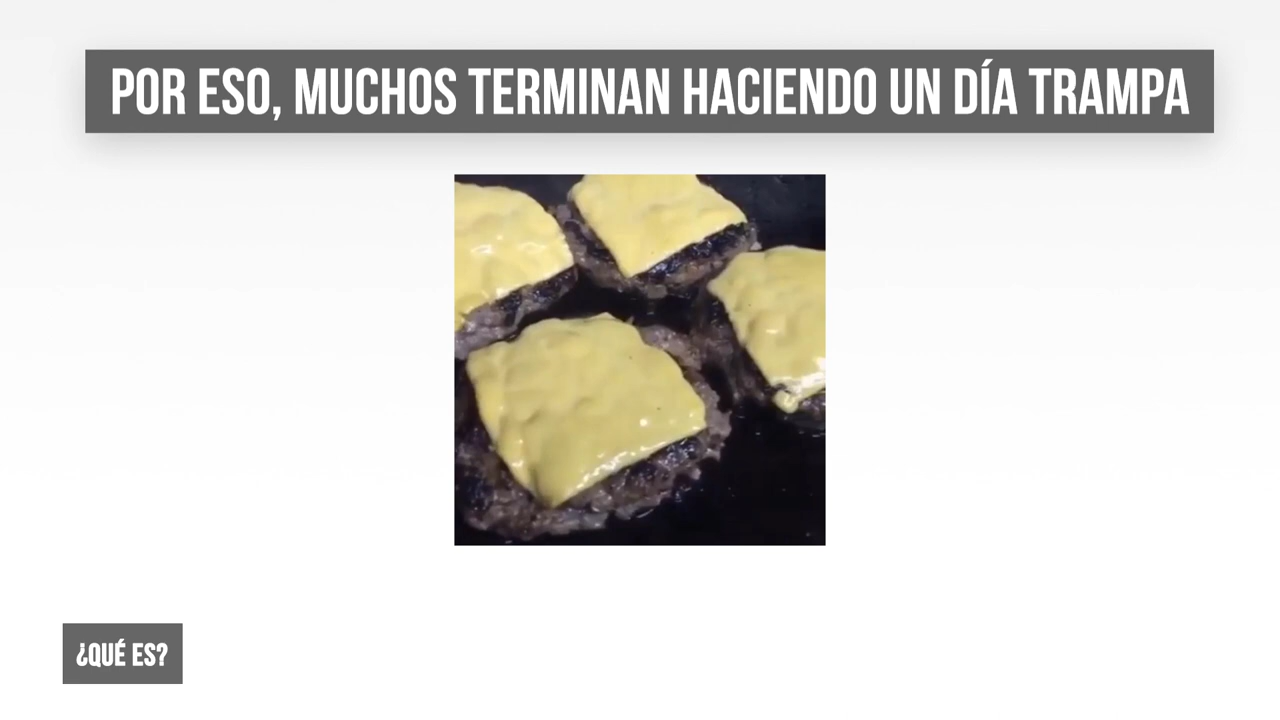 POR ESO, MUCHOS TERMINAN HACIENDO UN DÍA TRAMPA
¿QUÉ ES?